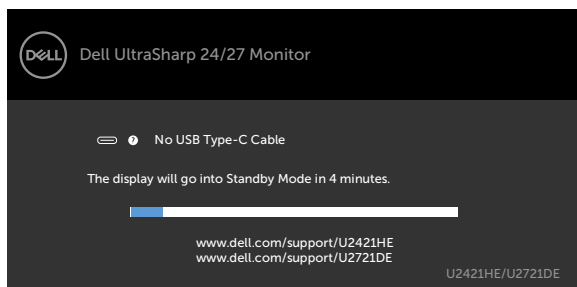 DELL
Dell UltraSharp 24/27 Monitor
? No USB Type-C Cable
The display will go into Standby Mode in 4 minutes.
www.dell.com/support/U2421HE
www.dell.com/support/U2721DE
U2421HE/U2721DE